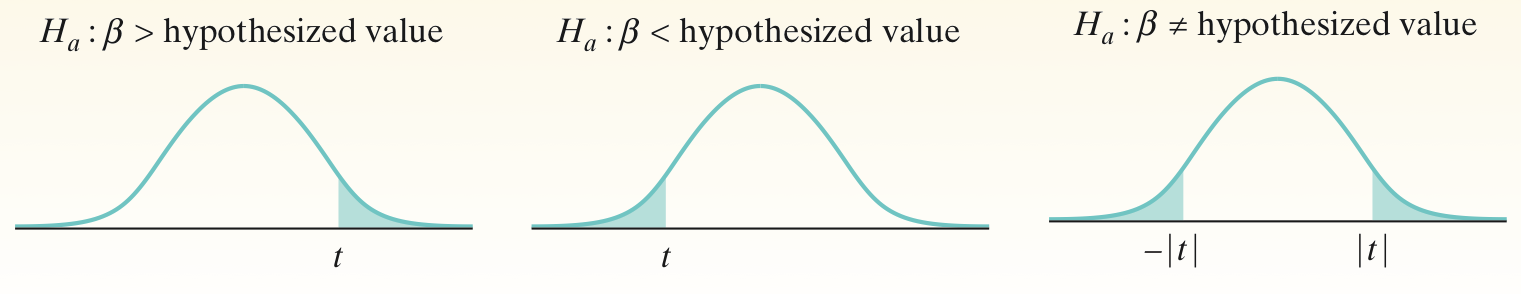 Hₐ : β > hypothesized value
t
Hₐ : β < hypothesized value
t
Hₐ : β ≠ hypothesized value
−|t| |t|